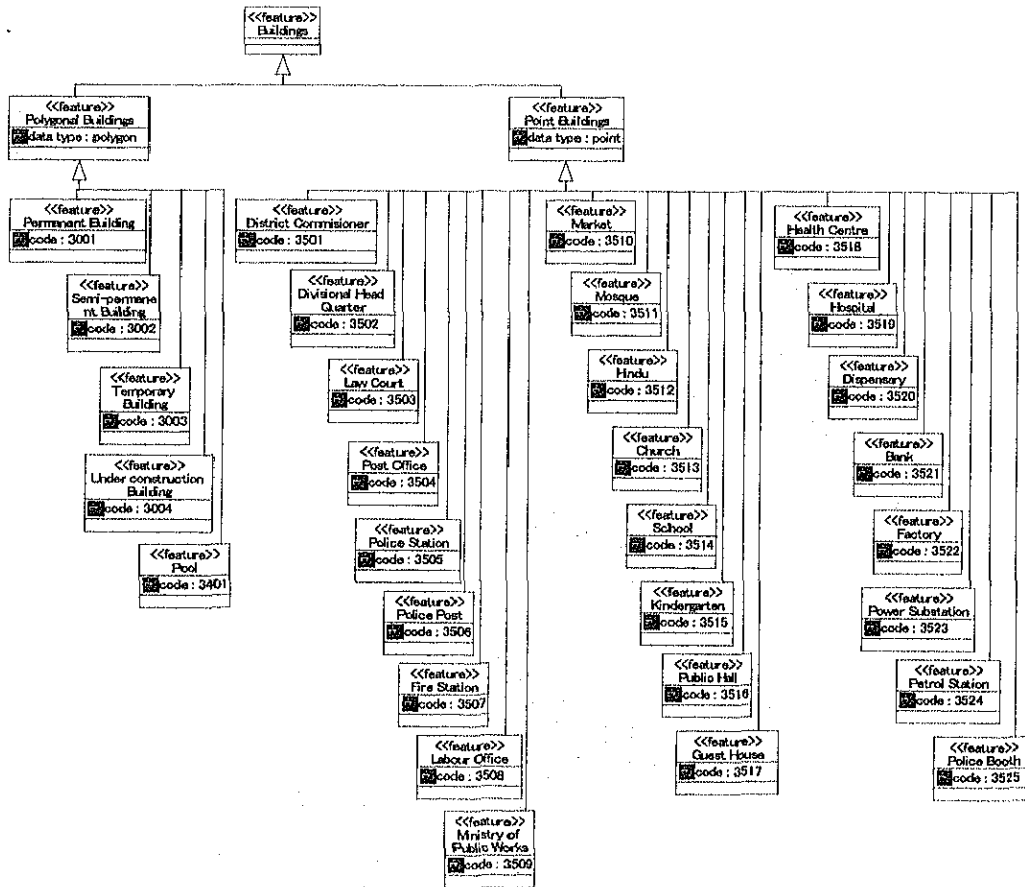 <<feature>>
Buildings
<<feature>>
Polygonal Buildings
data type : polygon
<<feature>>
Point Buildings
data type : point
<<feature>>
Permanent Building
code : 3001
<<feature>>
Semi-permane
nt Building
code : 3002
<<feature>>
Temporary
Building
code : 3003
<<feature>>
Under construction
Building
code : 3004
<<feature>>
Pool
code : 3401
<<feature>>
District Commisioner
code : 3501
<<feature>>
Divisional Head
Quarter
code : 3502
<<feature>>
Law Court
code : 3503
<<feature>>
Post Office
code : 3504
<<feature>>
Police Station
code : 3505
<<feature>>
Police Post
code : 3506
<<feature>>
Fire Station
code : 3507
<<feature>>
Labour Office
code : 3508
<<feature>>
Ministry of
Public Works
code : 3509
<<feature>>
Market
code : 3510
<<feature>>
Mosque
code : 3511
<<feature>>
Hindu
code : 3512
<<feature>>
Church
code : 3513
<<feature>>
School
code : 3514
<<feature>>
Kindergarten
code : 3515
<<feature>>
Public Hall
code : 3516
<<feature>>
Guest House
code : 3517
<<feature>>
Health Centre
code : 3518
<<feature>>
Hospital
code : 3519
<<feature>>
Dispensary
code : 3520
<<feature>>
Bank
code : 3521
<<feature>>
Factory
code : 3522
<<feature>>
Power Substation
code : 3523
<<feature>>
Petrol Station
code : 3524
<<feature>>
Police Booth
code : 3525